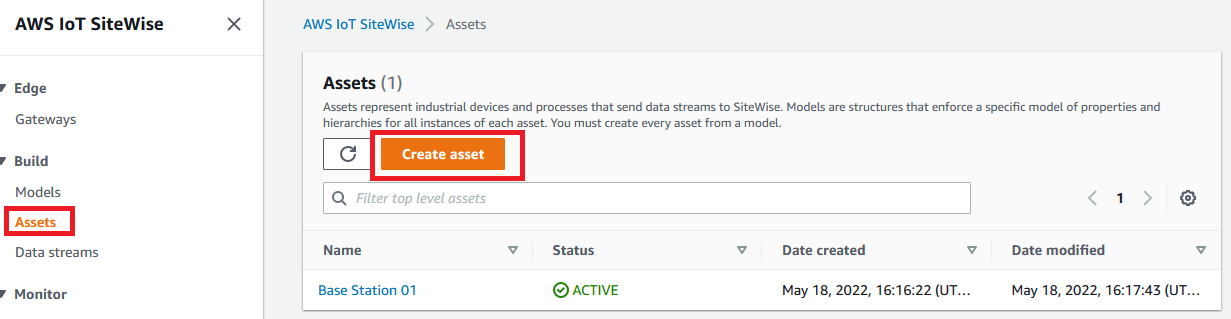 AWS IoT SiteWise
Edge
Gateways
Build
Models
Assets
Data streams
Monitor
AWS IoT SiteWise > Assets
Assets (1)
Assets represent industrial devices and processes that send data streams to SiteWise. Models are structures that enforce a specific model of properties and
hierarchies for all instances of each asset. You must create every asset from a model.
Create asset
Filter top level assets
1
Name Status Date created Date modified
Base Station 01 ACTIVE May 18, 2022, 16:16:22 (UT... May 18, 2022, 16:17:43 (UT...